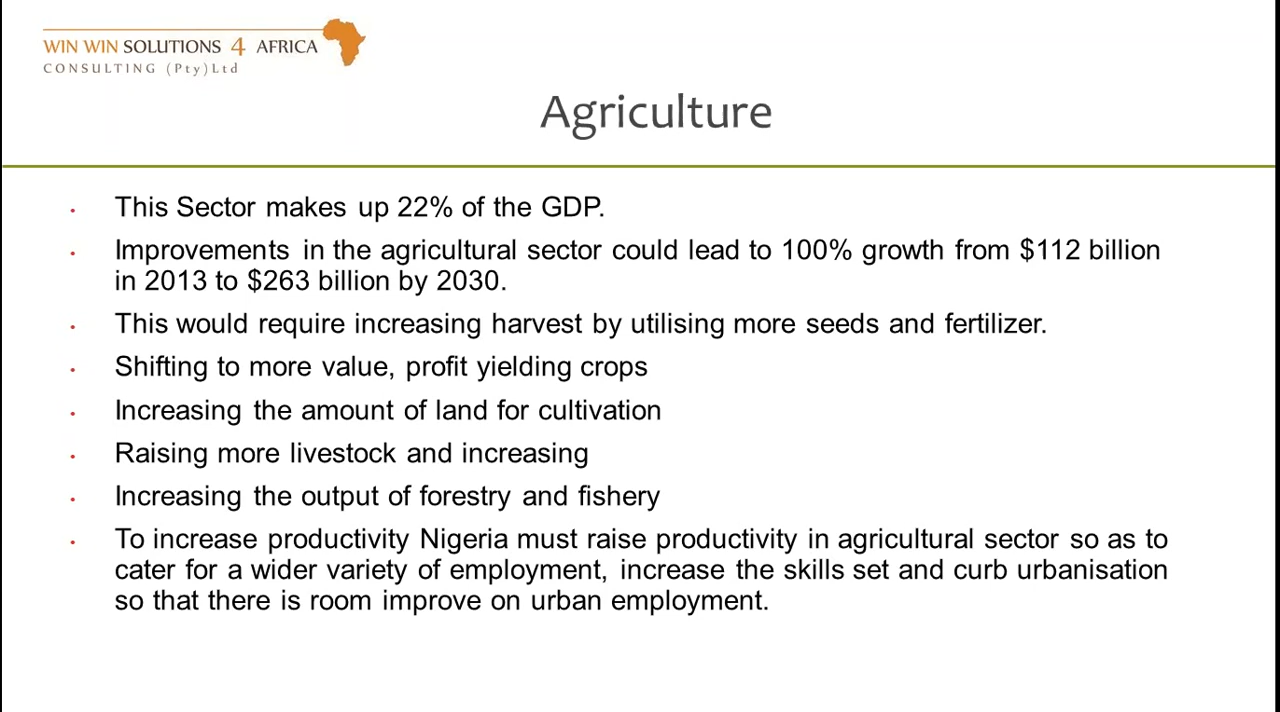 WIN WIN SOLUTIONS 4 AFRICA
CONSULTING (Pty)Ltd
Agriculture
• This Sector makes up 22% of the GDP.
• Improvements in the agricultural sector could lead to 100% growth from $112 billion
in 2013 to $263 billion by 2030.
• This would require increasing harvest by utilising more seeds and fertilizer.
• Shifting to more value, profit yielding crops
• Increasing the amount of land for cultivation
• Raising more livestock and increasing
• Increasing the output of forestry and fishery
• To increase productivity Nigeria must raise productivity in agricultural sector so as to
cater for a wider variety of employment, increase the skills set and curb urbanisation
so that there is room improve on urban employment.